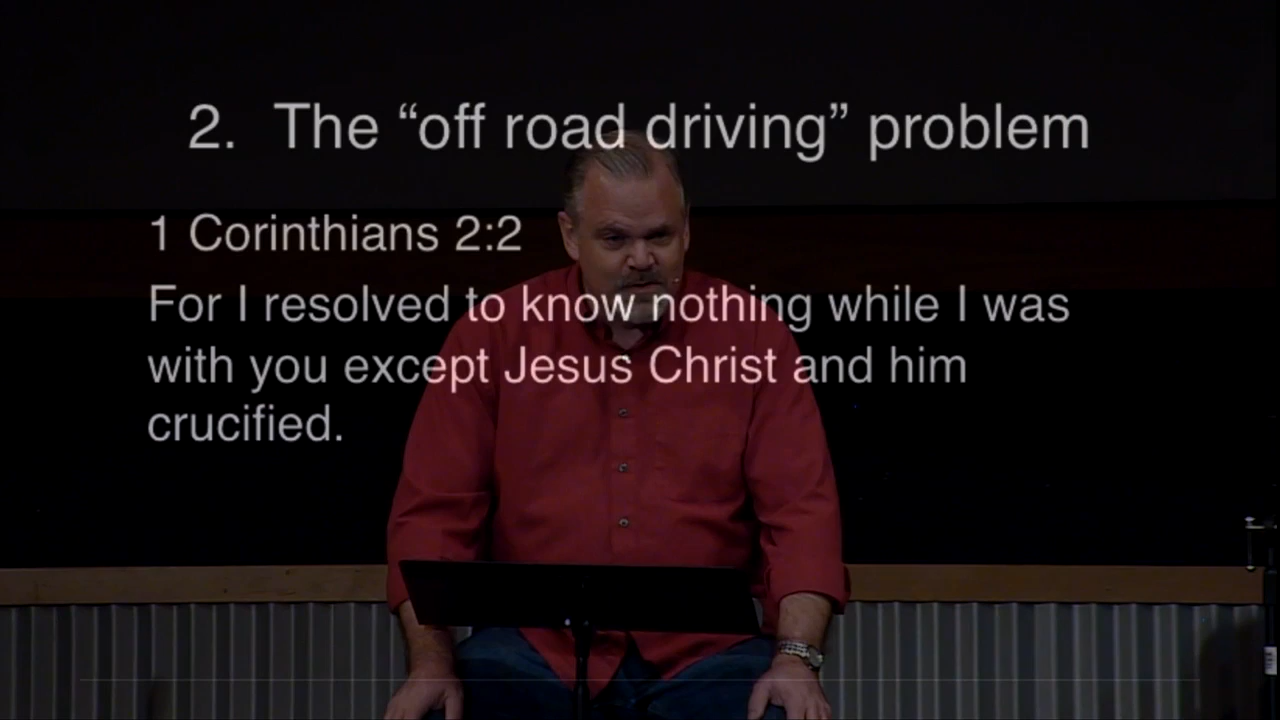 2. The “off road driving” problem
1 Corinthians 2:2
For I resolved to know nothing while I was
with you except Jesus Christ and him
crucified.